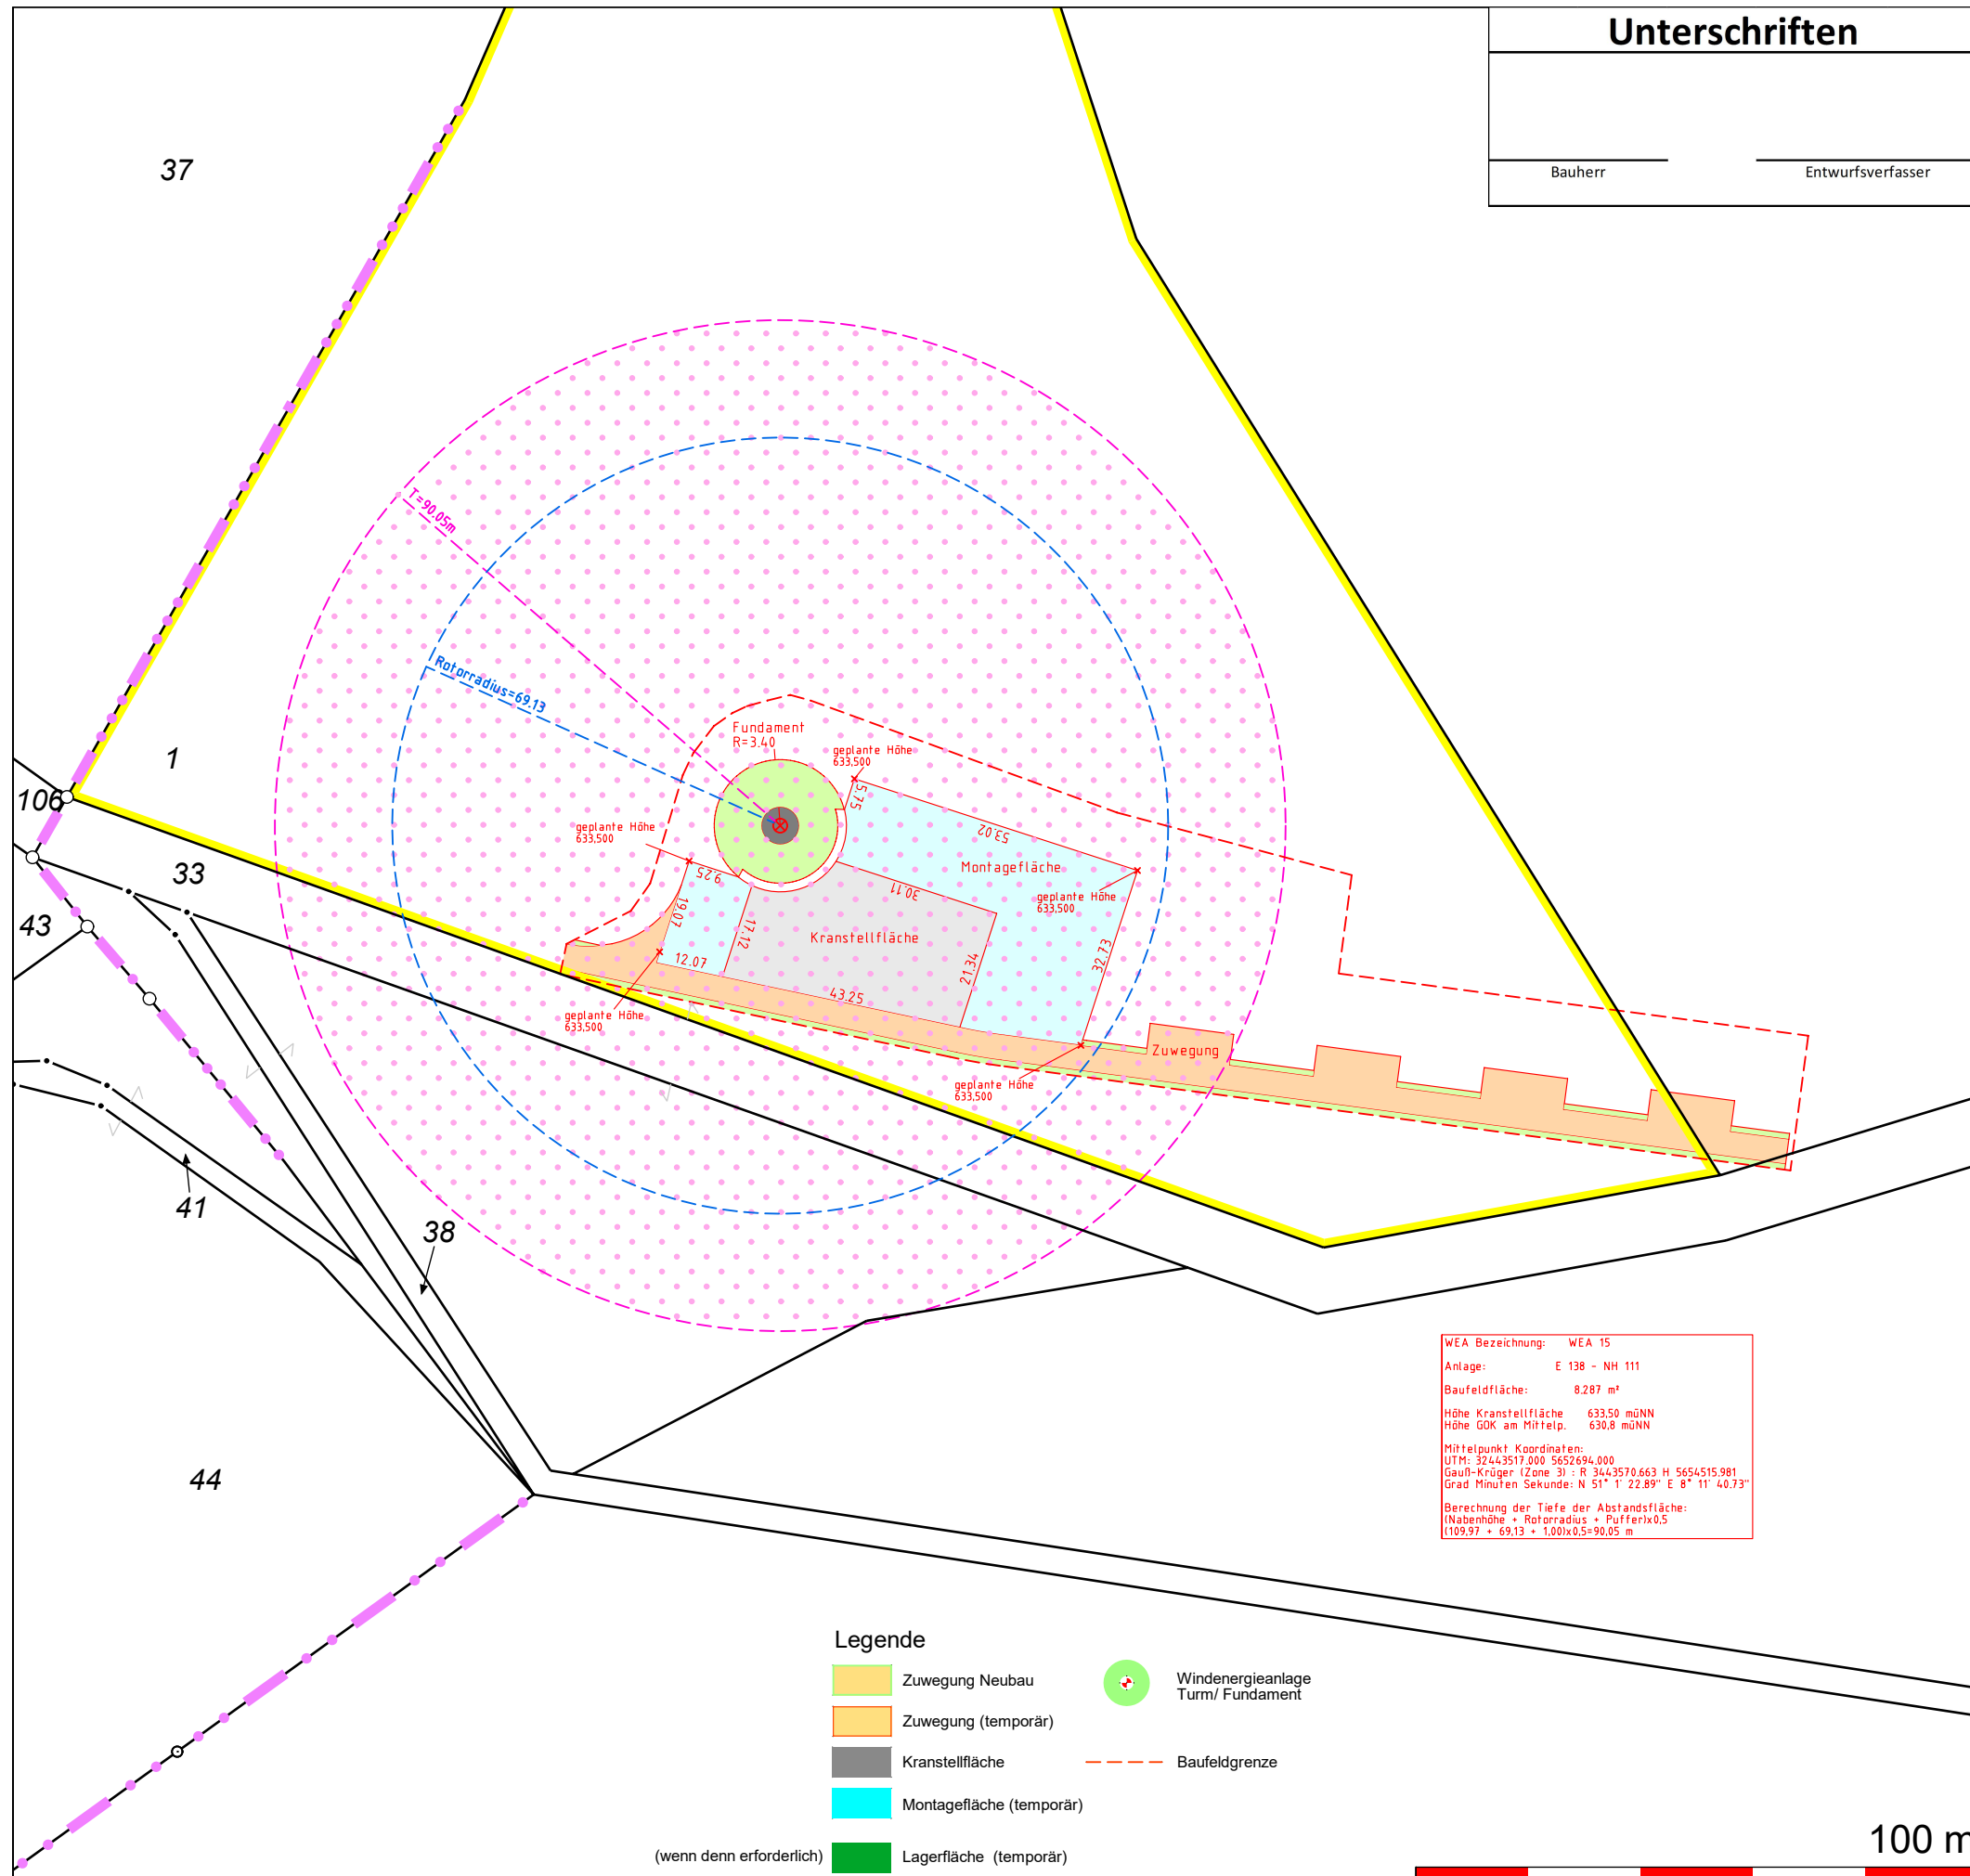 Unterschriften
Bauherr
Entwurfsverfasser
37
T=90.05m
Rotorradius=69.13
Fundament
R=3.40
geplante Höhe
633,500
5.75
53.02
1
106
geplante Höhe
633,500
Montagefläche
33
9.25
30.11
geplante Höhe
633,500
43
19.07
17.12
Kranstellfläche
12.07
21.34
32.73
43.25
geplante Höhe
633,500
Zuwegung
geplante Höhe
633,500
41
38
44
WEA Bezeichnung: WEA 15
Anlage: E 138 - NH 111
Baufeldfläche: 8.287 m²
Höhe Kranstellfläche 633,50 müNN
Höhe GOK am Mittelp. 630,8 müNN
Mittelpunkt Koordinaten:
UTM: 32443517,000 5652694,000
Gauß-Krüger (Zone 3) : R 3443570,663 H 5654515,981
Grad Minuten Sekunde: N 51° 1' 22.89" E 8° 11' 40.73"
Berechnung der Tiefe der Abstandsfläche:
(Nabenhöhe + Rotorradius + Puffer)x0,5
(109,97 + 69,13 + 1,00)x0,5=90,05 m
Legende
Zuwegung Neubau
Windenergieanlage
Turm/ Fundament
Zuwegung (temporär)
Kranstellfläche
Baufeldgrenze
Montagefläche (temporär)
(wenn denn erforderlich)
Lagerfläche (temporär)
100 m